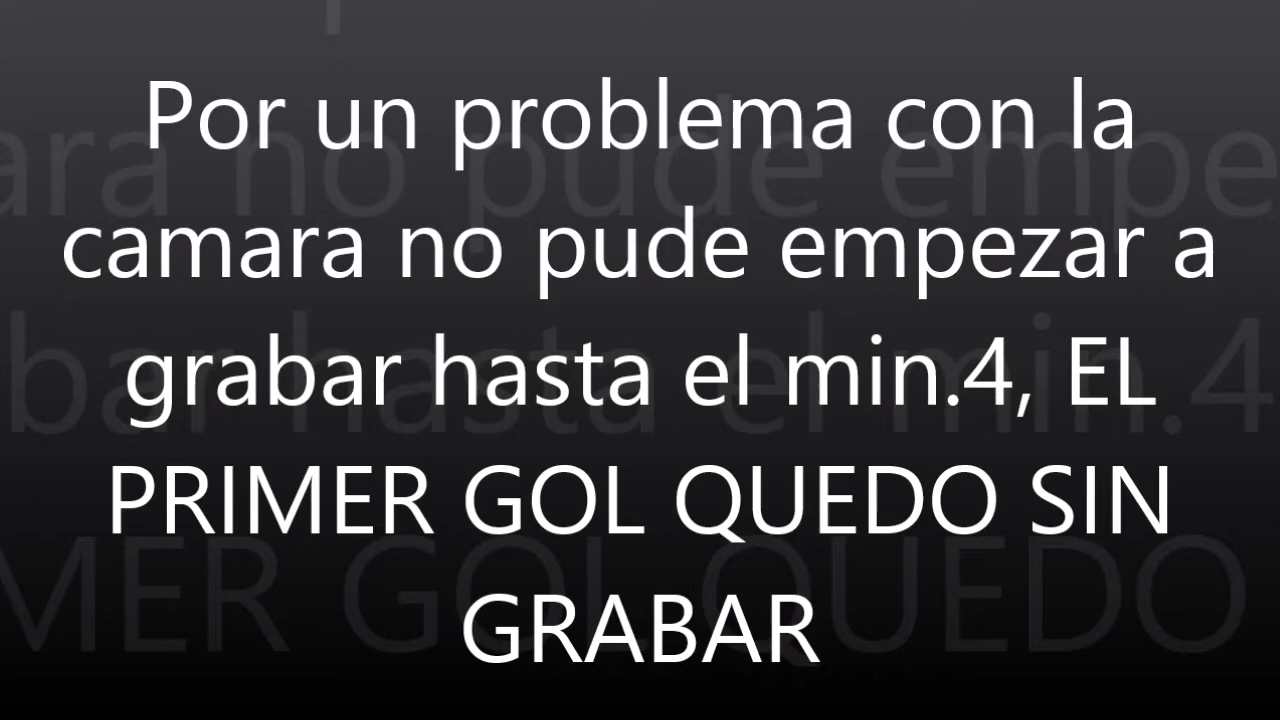 Por un problema con la
camara no pude empezar a
grabar hasta el min.4, EL
PRIMER GOL QUEDO SIN
GRABAR